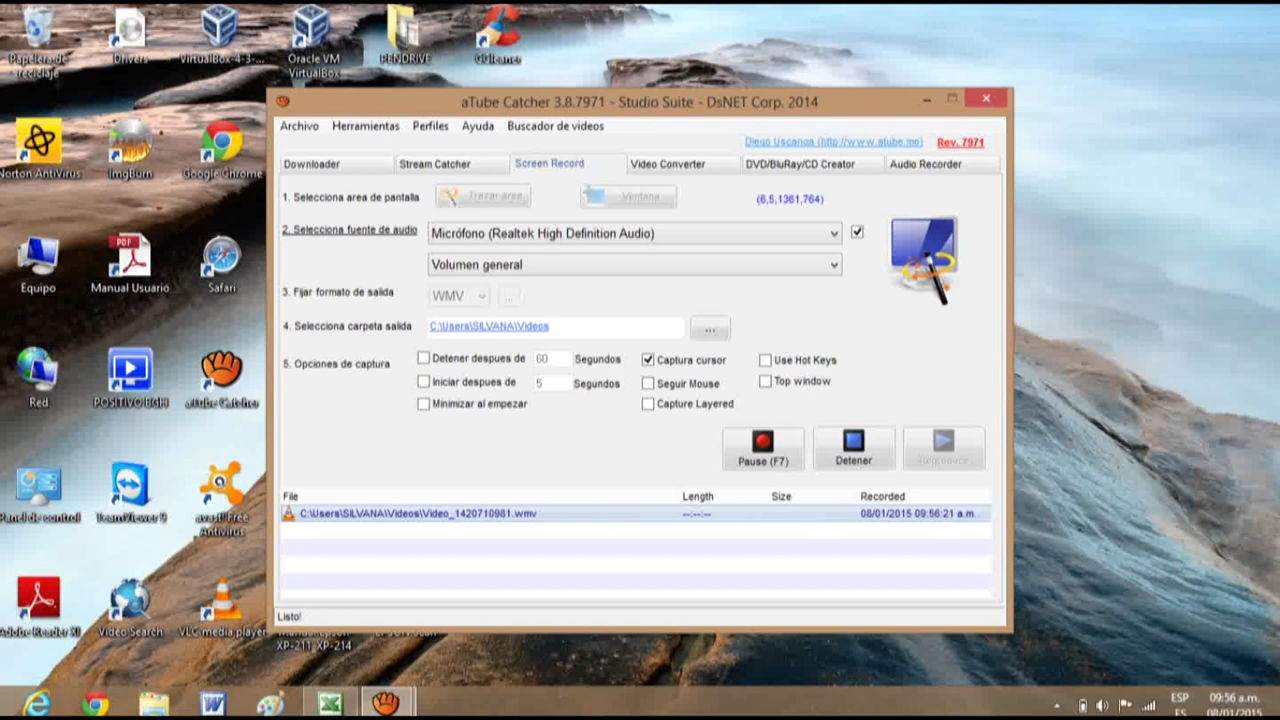 Papelera de reciclaje
Drivers
VirtualBox-4-3-...
Oracle VM VirtualBox
PENDRIVE
CCleaner
aTube Catcher 3.8.7971 - Studio Suite - DsNET Corp. 2014
Archivo Herramientas Perfiles Ayuda Buscador de videos
Diego Uscanga (http://www.atube.me) Rev. 7971
Downloader Stream Catcher Screen Record Video Converter DVD/BluRay/CD Creator Audio Recorder
1. Selecciona area de pantalla Trazar area Ventana (6,5,1361,764)
2. Selecciona fuente de audio Micrófono (Realtek High Definition Audio)
Volumen general
3. Fijar formato de salida WMV ...
4. Selecciona carpeta salida C:\Users\SILVANA\Videos ...
5. Opciones de captura
Detener despues de 60 Segundos Captura cursor Use Hot Keys
Iniciar despues de 5 Segundos Seguir Mouse Top window
Minimizar al empezar Capture Layered
Pause (F7) Detener Reproducir
File Length Size Recorded
C:\Users\SILVANA\Videos\Video_1420710981.wmv --:--:-- 08/01/2015 09:56:21 a.m.
Listo!
Norton AntiVirus
ImgBurn
Google Chrome
Equipo
PDF
Manual Usuario
Safari
Red
POSITIVO BGH
aTube Catcher
Panel de control
TeamViewer 9
avast! Free Antivirus
Adobe Reader XI
Video Search
VLC media player
XP-211_XP-214
ESP
ES
09:56 a.m.
08/01/2015